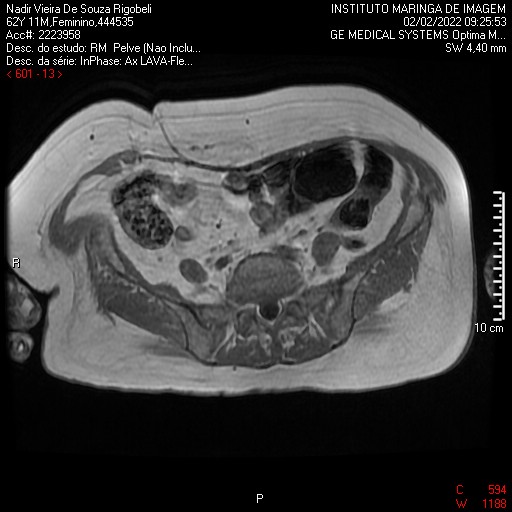 Nadir Vieira De Souza Rigobeli
62Y 11M,Feminino,444535
Acc#: 2223958
Desc. do estudo: RM Pelve (Nao Inclu...
Desc. da série: InPhase: Ax LAVA-Fle...
< 601 - 13 >
INSTITUTO MARINGA DE IMAGEM
02/02/2022 09:25:53
GE MEDICAL SYSTEMS Optima M...
SW 4,40 mm
R
10 cm
P
C 594
W 1188